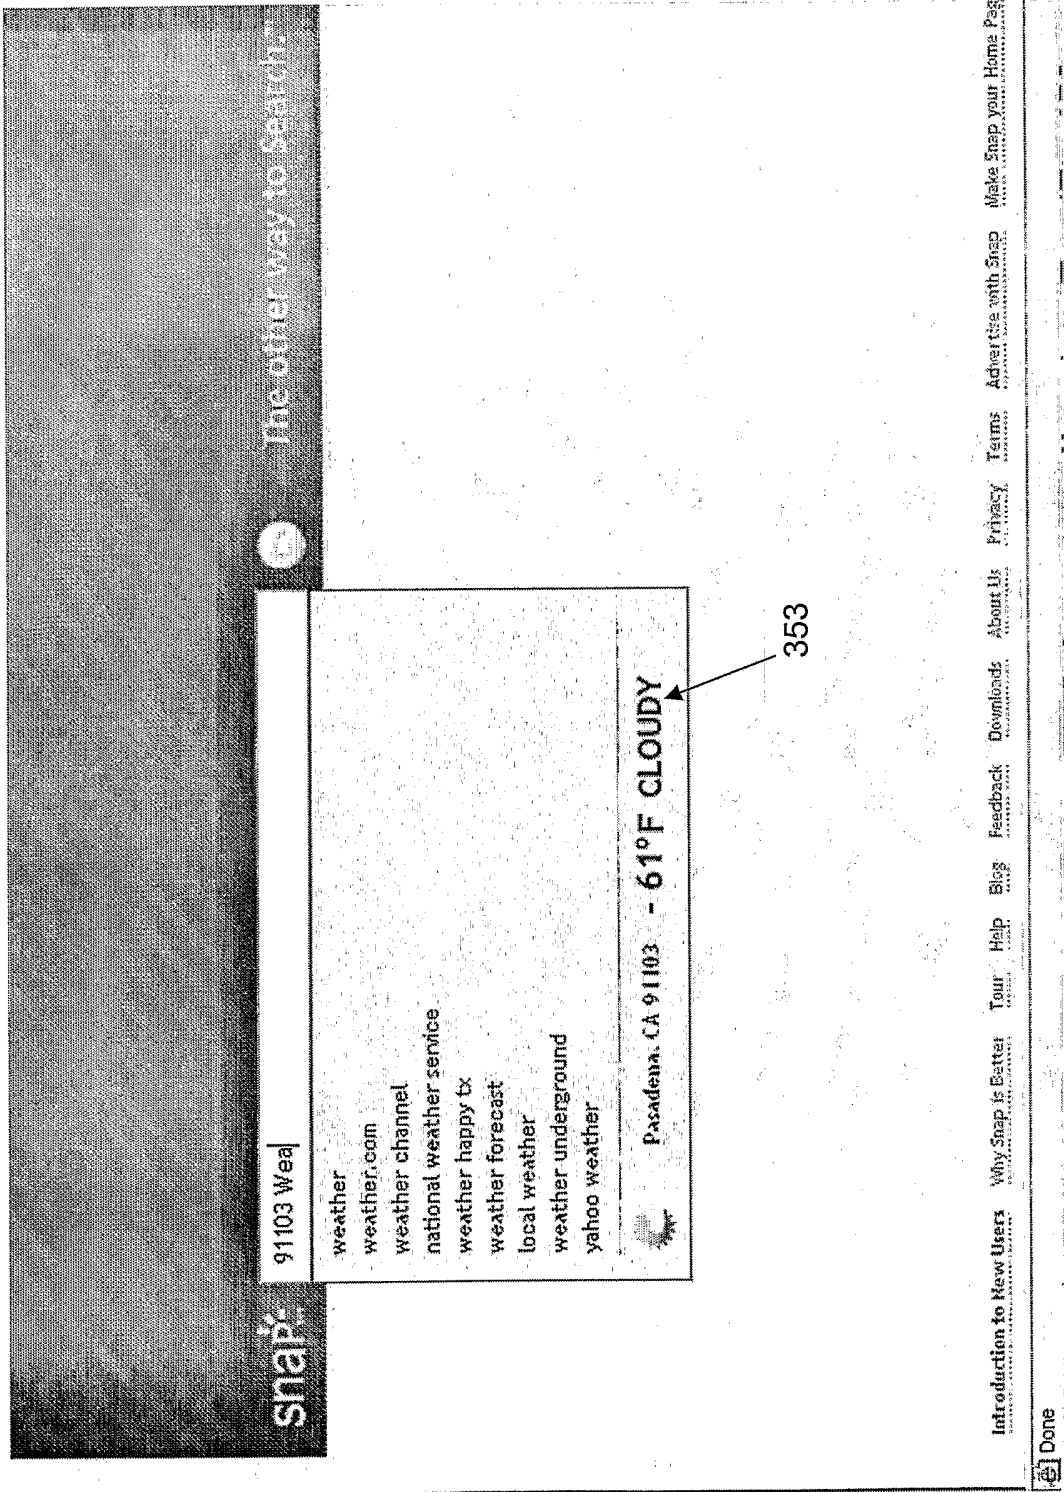 snap
91103 Wea
The other way to Search.™
weather
weather.com
weather channel
national weather service
weather happy tx
weather forecast
local weather
weather underground
yahoo weather
Pasadena, CA 91103 - 61°F CLOUDY
353
Introduction to New Users Why Snap is Better Tour Help Blog Feedback Downloads About Us Privacy Terms Advertise with Snap Make Snap your Home Pag
Done